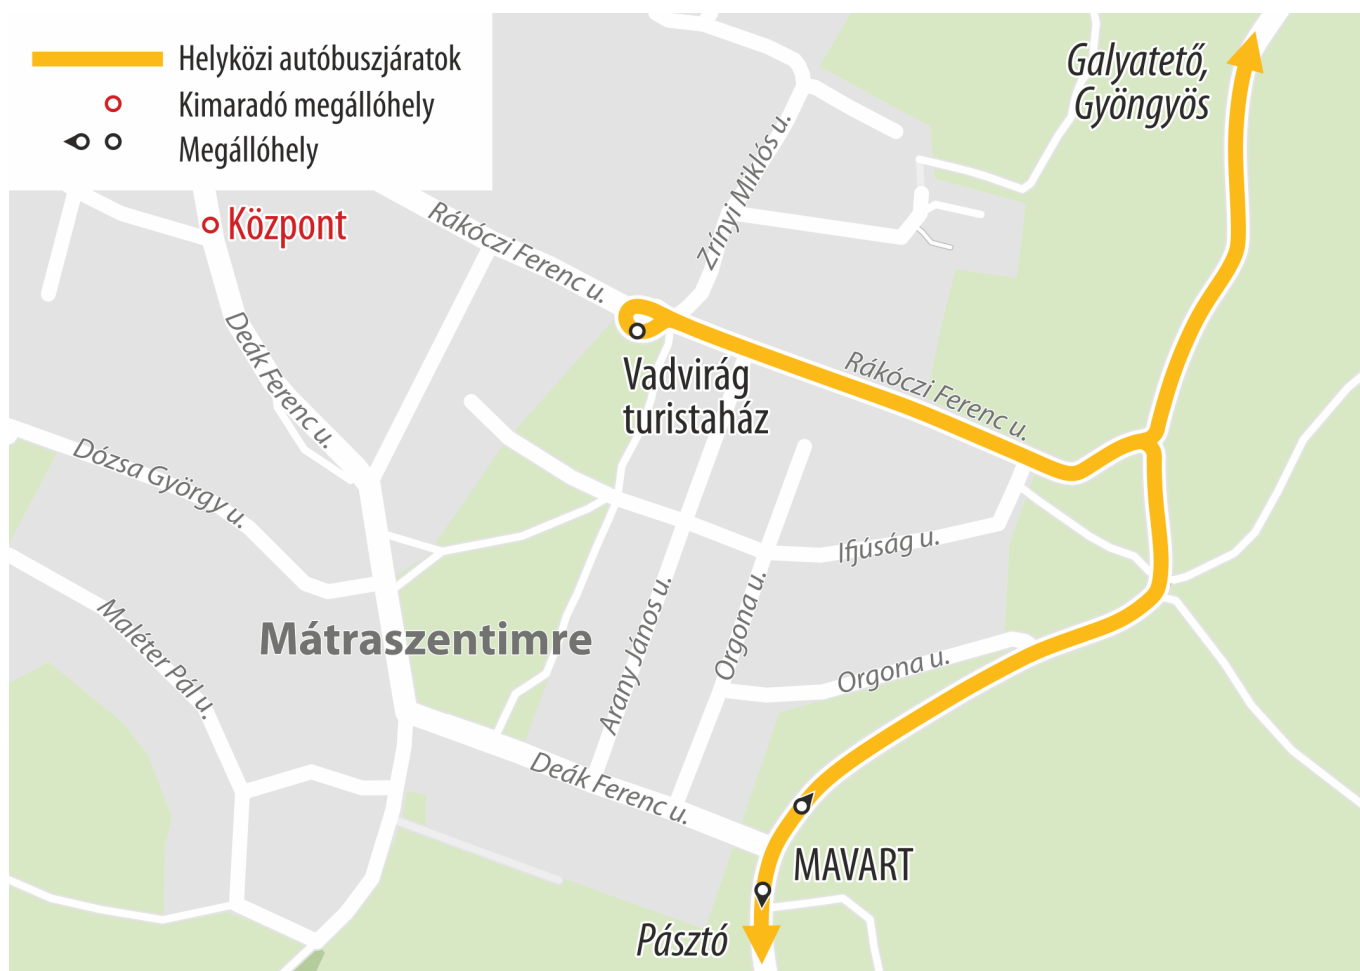 Helyközi autóbuszjáratok
Kimaradó megállóhely
Megállóhely
Galyatető,
Gyöngyös
Zrínyi Miklós u.
Központ
Rákóczi Ferenc u.
Deák Ferenc u.
Vadvirág
turistaház
Rákóczi Ferenc u.
Dózsa György u.
Ifjúság u.
Maléter Pál u.
Mátraszentimre
Arany János u.
Orgona u.
Orgona u.
Deák Ferenc u.
MAVART
Pásztó